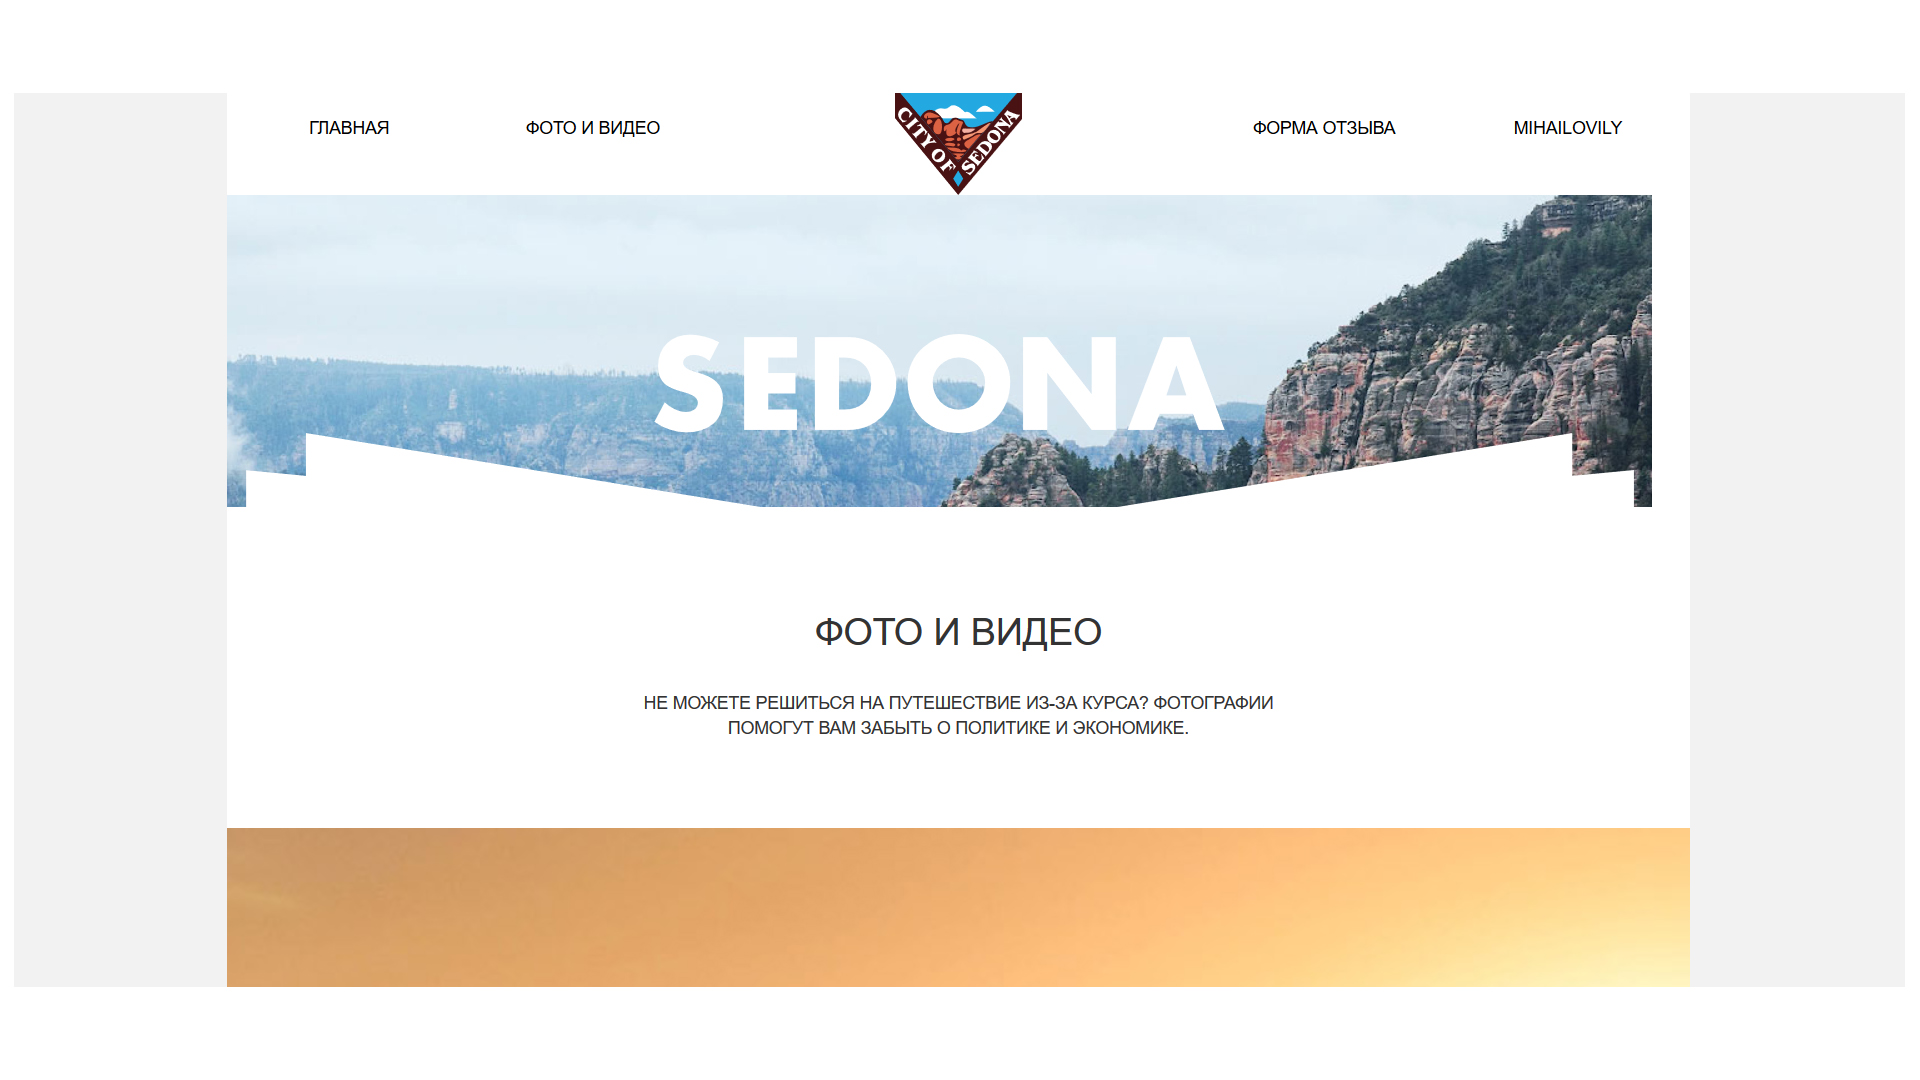 ГЛАВНАЯ
ФОТО И ВИДЕО
CITY OF SEDONA
ФОРМА ОТЗЫВА
MIHAILOVILY
SEDONA
ФОТО И ВИДЕО
НЕ МОЖЕТЕ РЕШИТЬСЯ НА ПУТЕШЕСТВИЕ ИЗ-ЗА КУРСА? ФОТОГРАФИИ
ПОМОГУТ ВАМ ЗАБЫТЬ О ПОЛИТИКЕ И ЭКОНОМИКЕ.